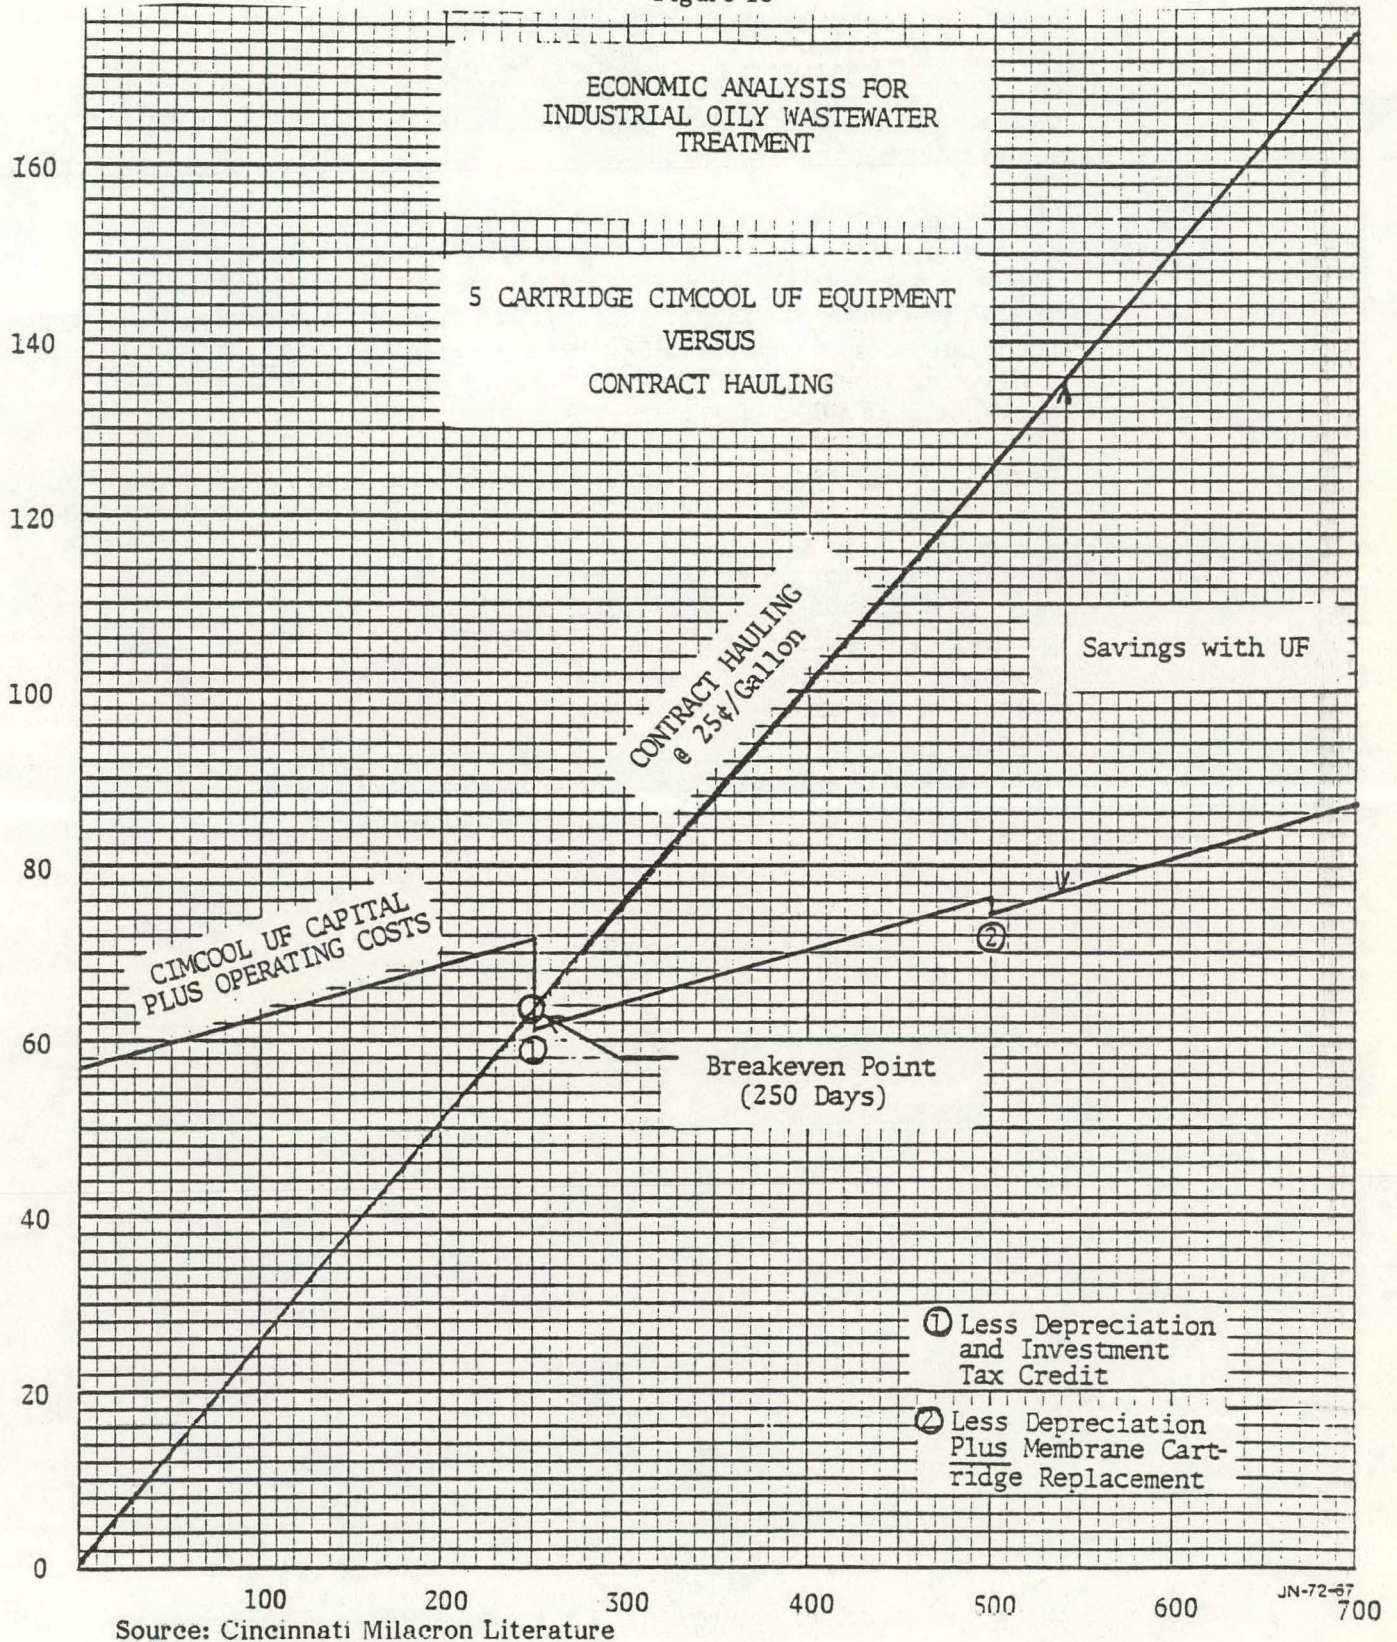 ECONOMIC ANALYSIS FOR
INDUSTRIAL OILY WASTEWATER
TREATMENT
5 CARTRIDGE CIMCOOL UF EQUIPMENT
VERSUS
CONTRACT HAULING
160
140
120
100
80
60
40
20
0
CONTRACT HAULING
@ 25¢/Gallon
Savings with UF
CIMCOOL UF CAPITAL
PLUS OPERATING COSTS
①
②
Breakeven Point
(250 Days)
① Less Depreciation
and Investment
Tax Credit
② Less Depreciation
Plus Membrane Cart-
ridge Replacement
JN-72-67
100 200 300 400 500 600 700
Source: Cincinnati Milacron Literature